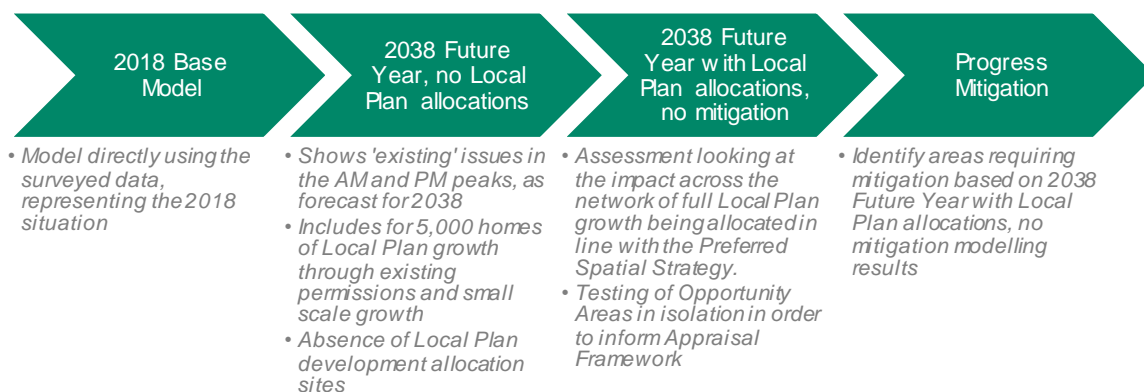 2018 Base
Model
• Model directly using the
surveyed data,
representing the 2018
situation
2038 Future
Year, no Local
Plan allocations
• Shows 'existing' issues in
the AM and PM peaks, as
forecast for 2038
• Includes for 5,000 homes
of Local Plan growth
through existing
permissions and small
scale growth
• Absence of Local Plan
development allocation
sites
2038 Future
Year with Local
Plan allocations,
no mitigation
• Assessment looking at
the impact across the
network of full Local Plan
growth being allocated in
line with the Preferred
Spatial Strategy.
• Testing of Opportunity
Areas in isolation in order
to inform Appraisal
Framework
Progress
Mitigation
• Identify areas requiring
mitigation based on 2038
Future Year with Local
Plan allocations, no
mitigation modelling
results